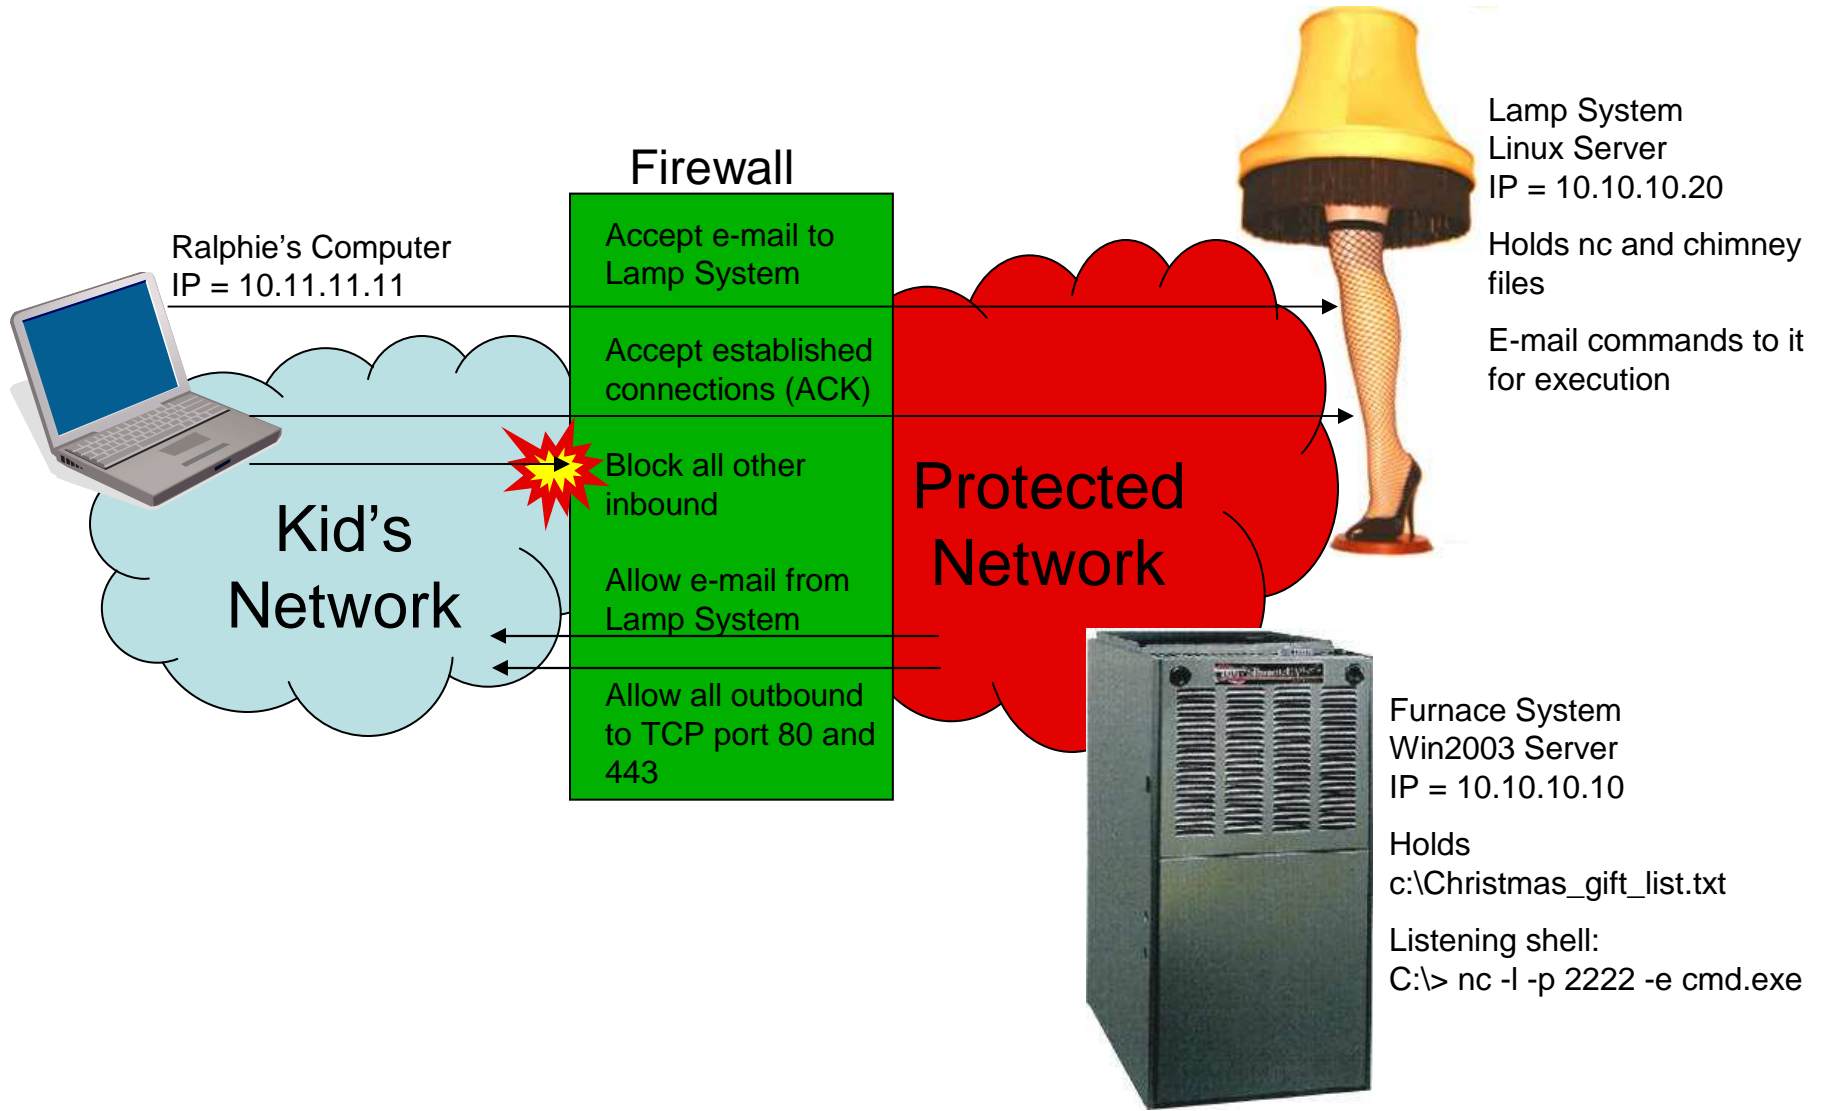 Firewall
Ralphie's Computer
IP = 10.11.11.11
Accept e-mail to
Lamp System
Accept established
connections (ACK)
Block all other
inbound
Allow e-mail from
Lamp System
Allow all outbound
to TCP port 80 and
443
Kid's
Network
Protected
Network
Lamp System
Linux Server
IP = 10.10.10.20
Holds nc and chimney
files
E-mail commands to it
for execution
Furnace System
Win2003 Server
IP = 10.10.10.10
Holds
c:\Christmas_gift_list.txt
Listening shell:
C:\> nc -l -p 2222 -e cmd.exe